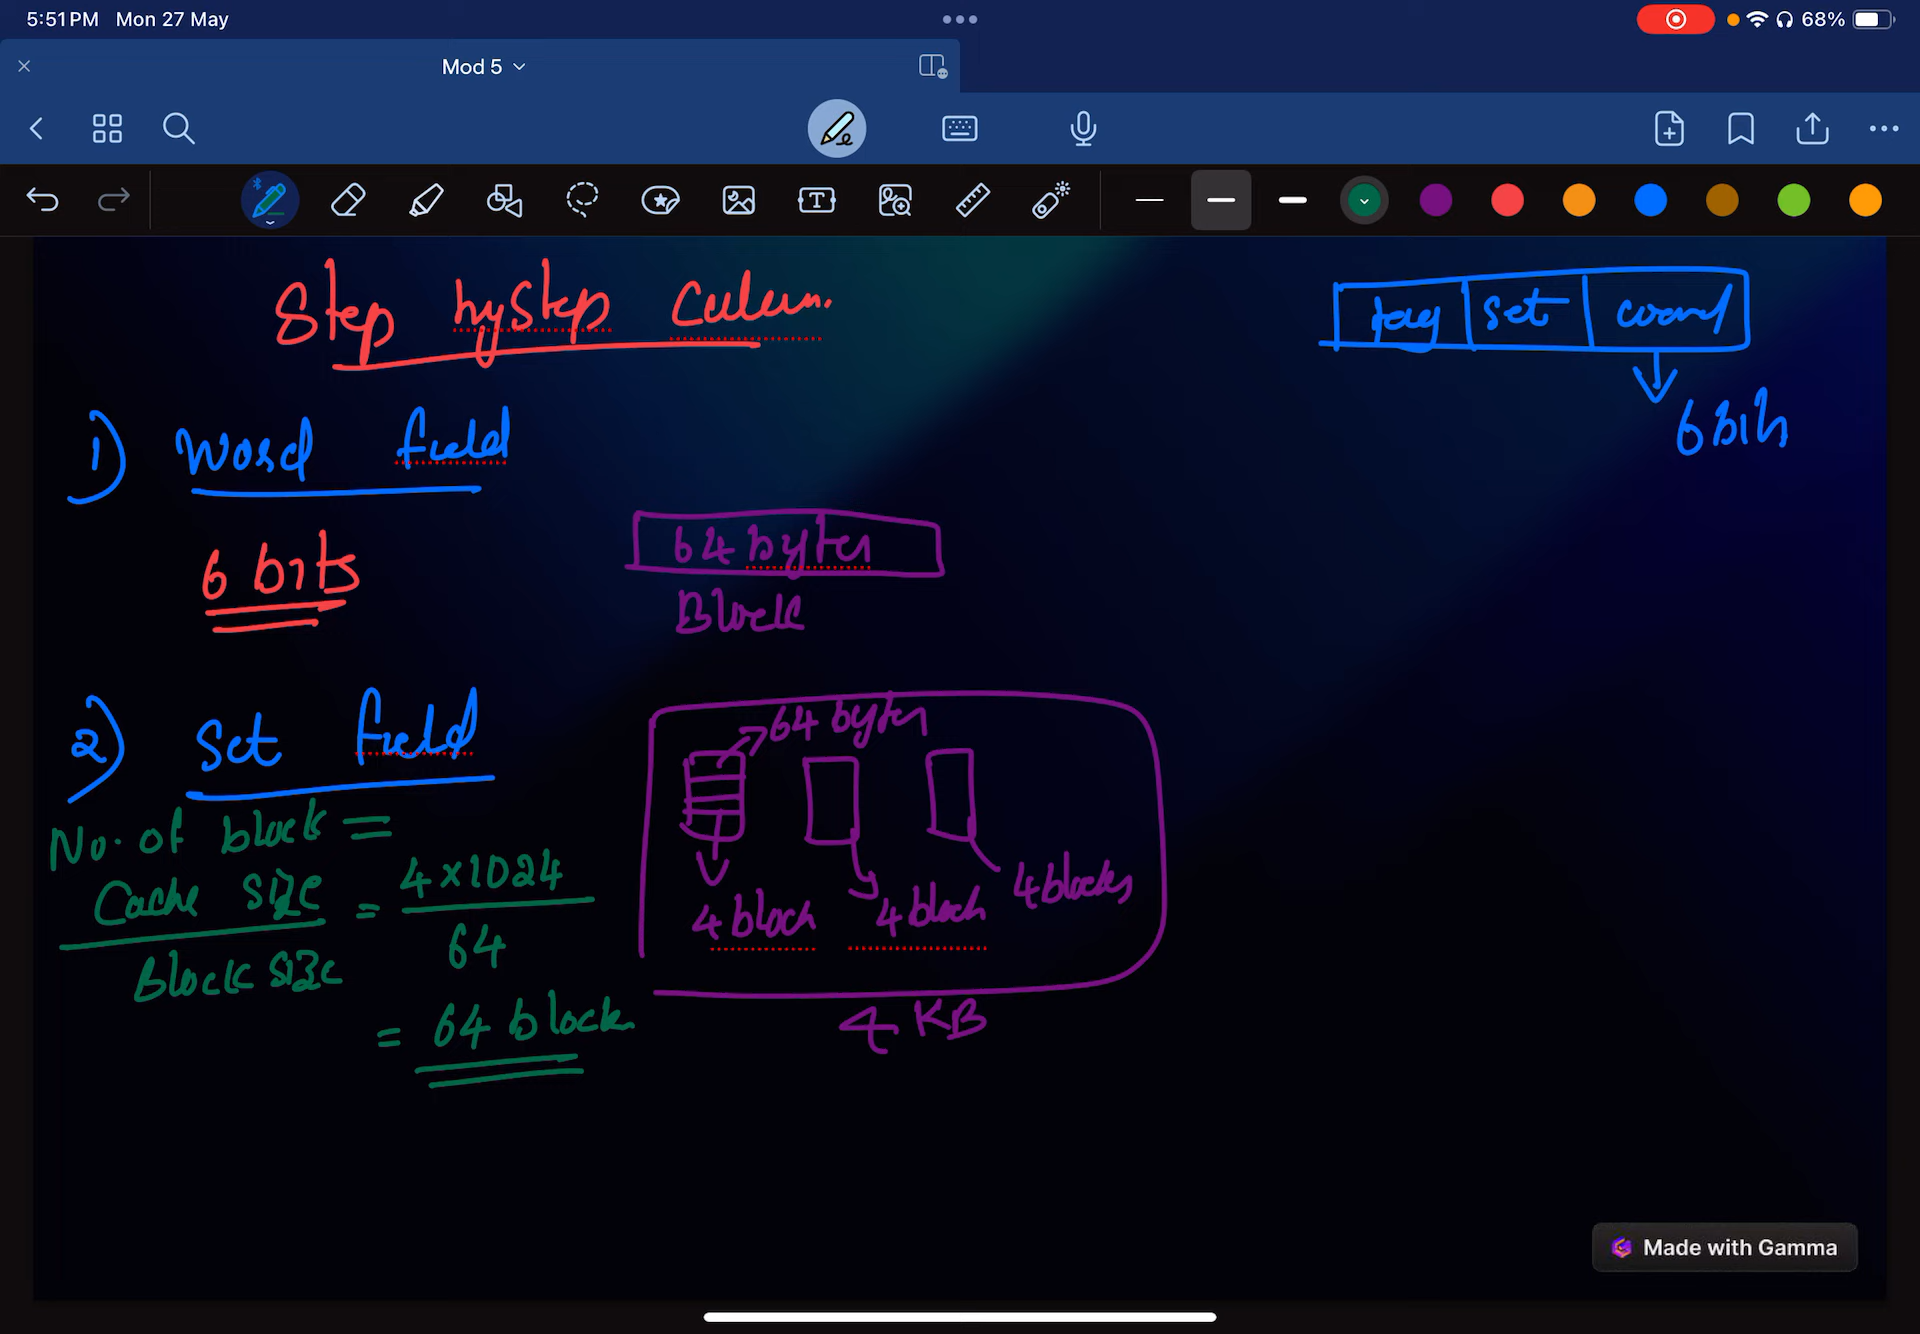 5:51 PM Mon 27 May
68%
Mod 5
Step by Step Calcun.
tag set word
6 bits
1) Word field
6 bits
64 bytes
Block
2) Set field
64 bytes
No. of block =
Cache size = 4x1024
Block size 64
= 64 block
4 block 4 block 4 blocks
4 KB
Made with Gamma